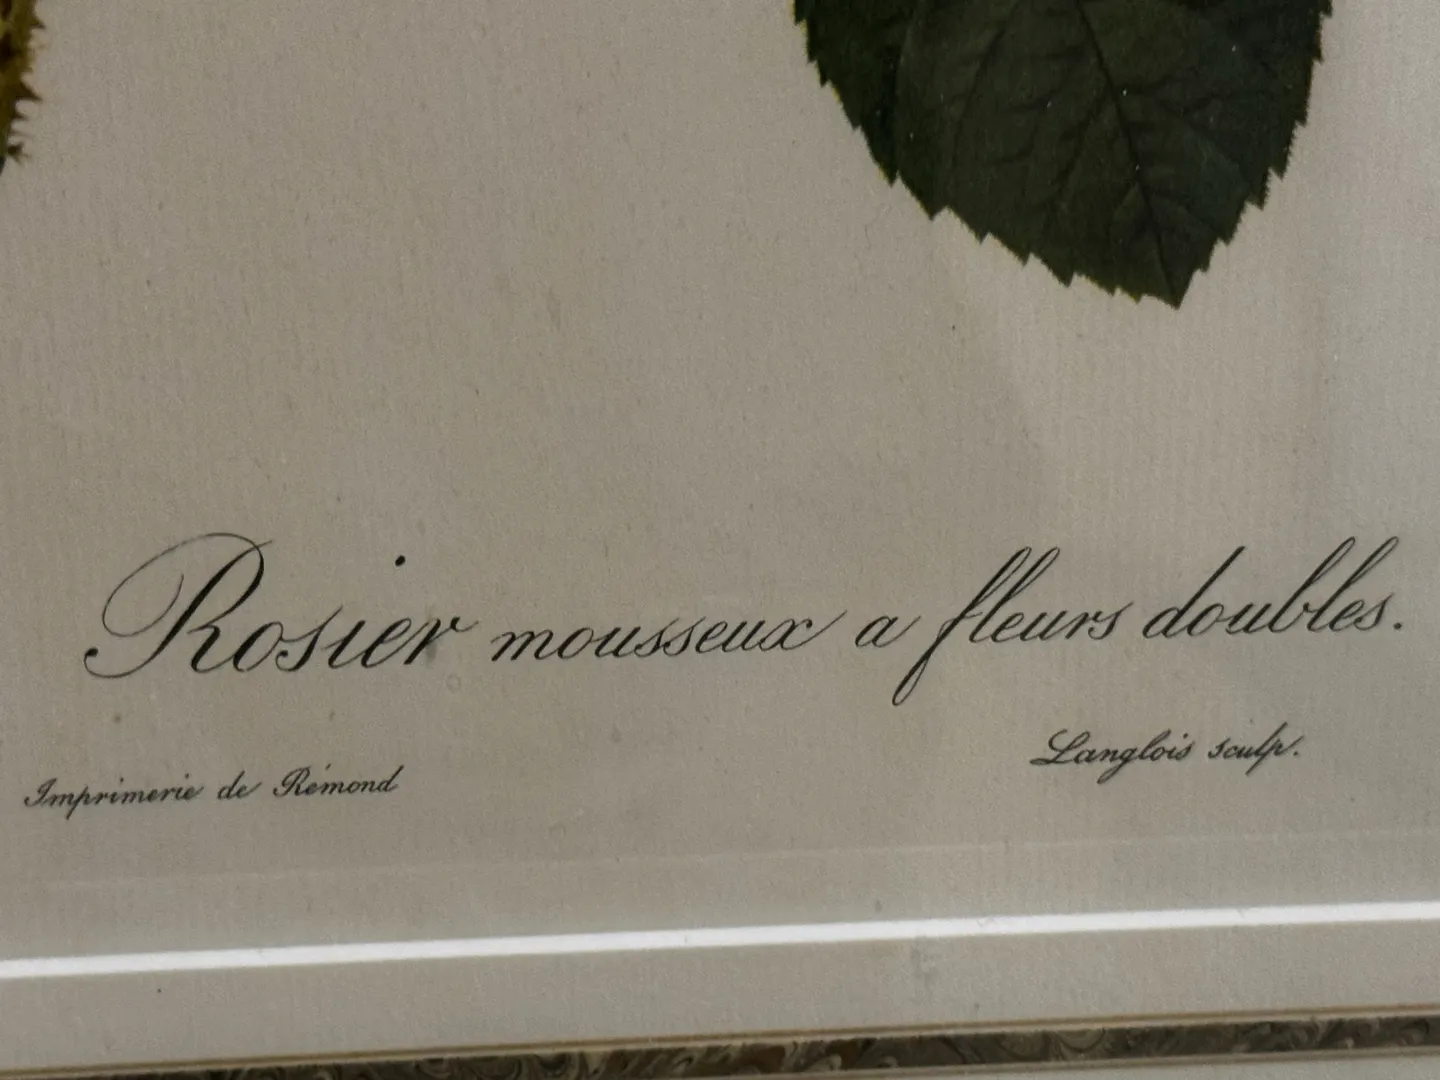 Rosier mousseux a fleurs doubles.
Langlois sculp.
Imprimerie de Rémond